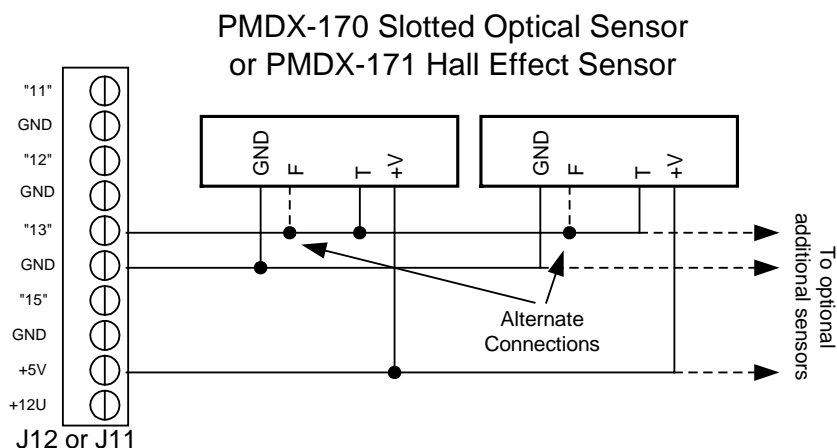 PMDX-170 Slotted Optical Sensor
or PMDX-171 Hall Effect Sensor
"11"
GND
"12"
GND
"13"
GND
"15"
GND
+5V
+12U
J12 or J11
GND
F
T
+V
GND
F
T
+V
Alternate
Connections
To optional
additional sensors